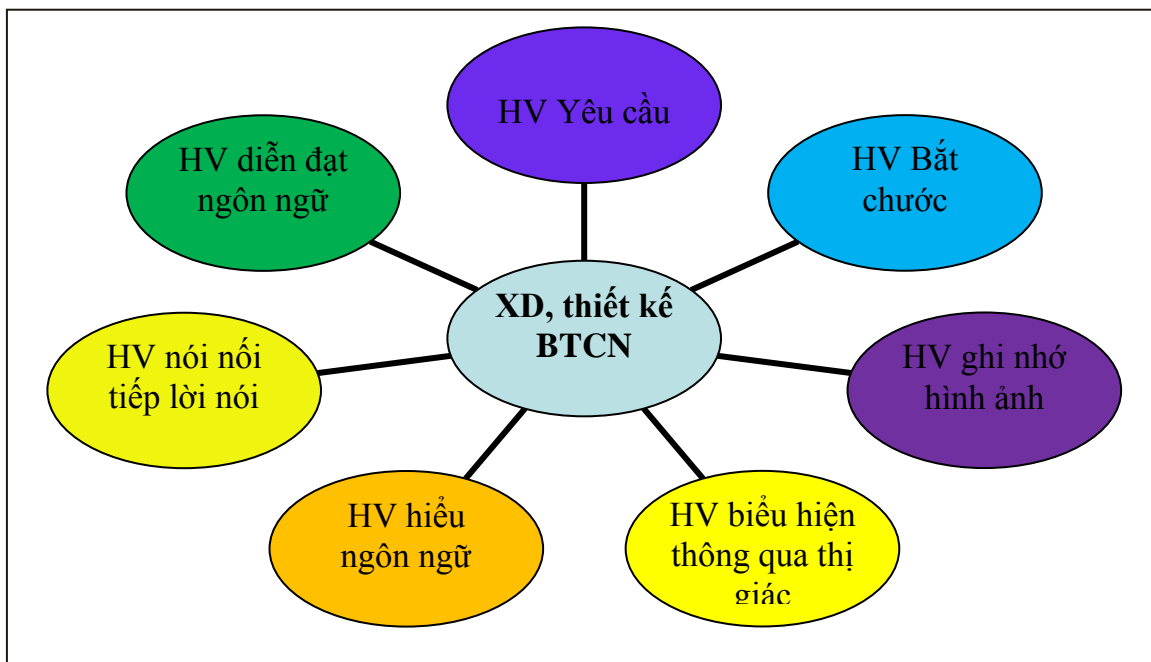 HV Yêu cầu
HV diễn đạt
ngôn ngữ
HV Bắt
chước
XD, thiết kế
BTCN
HV nói nối
tiếp lời nói
HV ghi nhớ
hình ảnh
HV hiểu
ngôn ngữ
HV biểu hiện
thông qua thị
giác